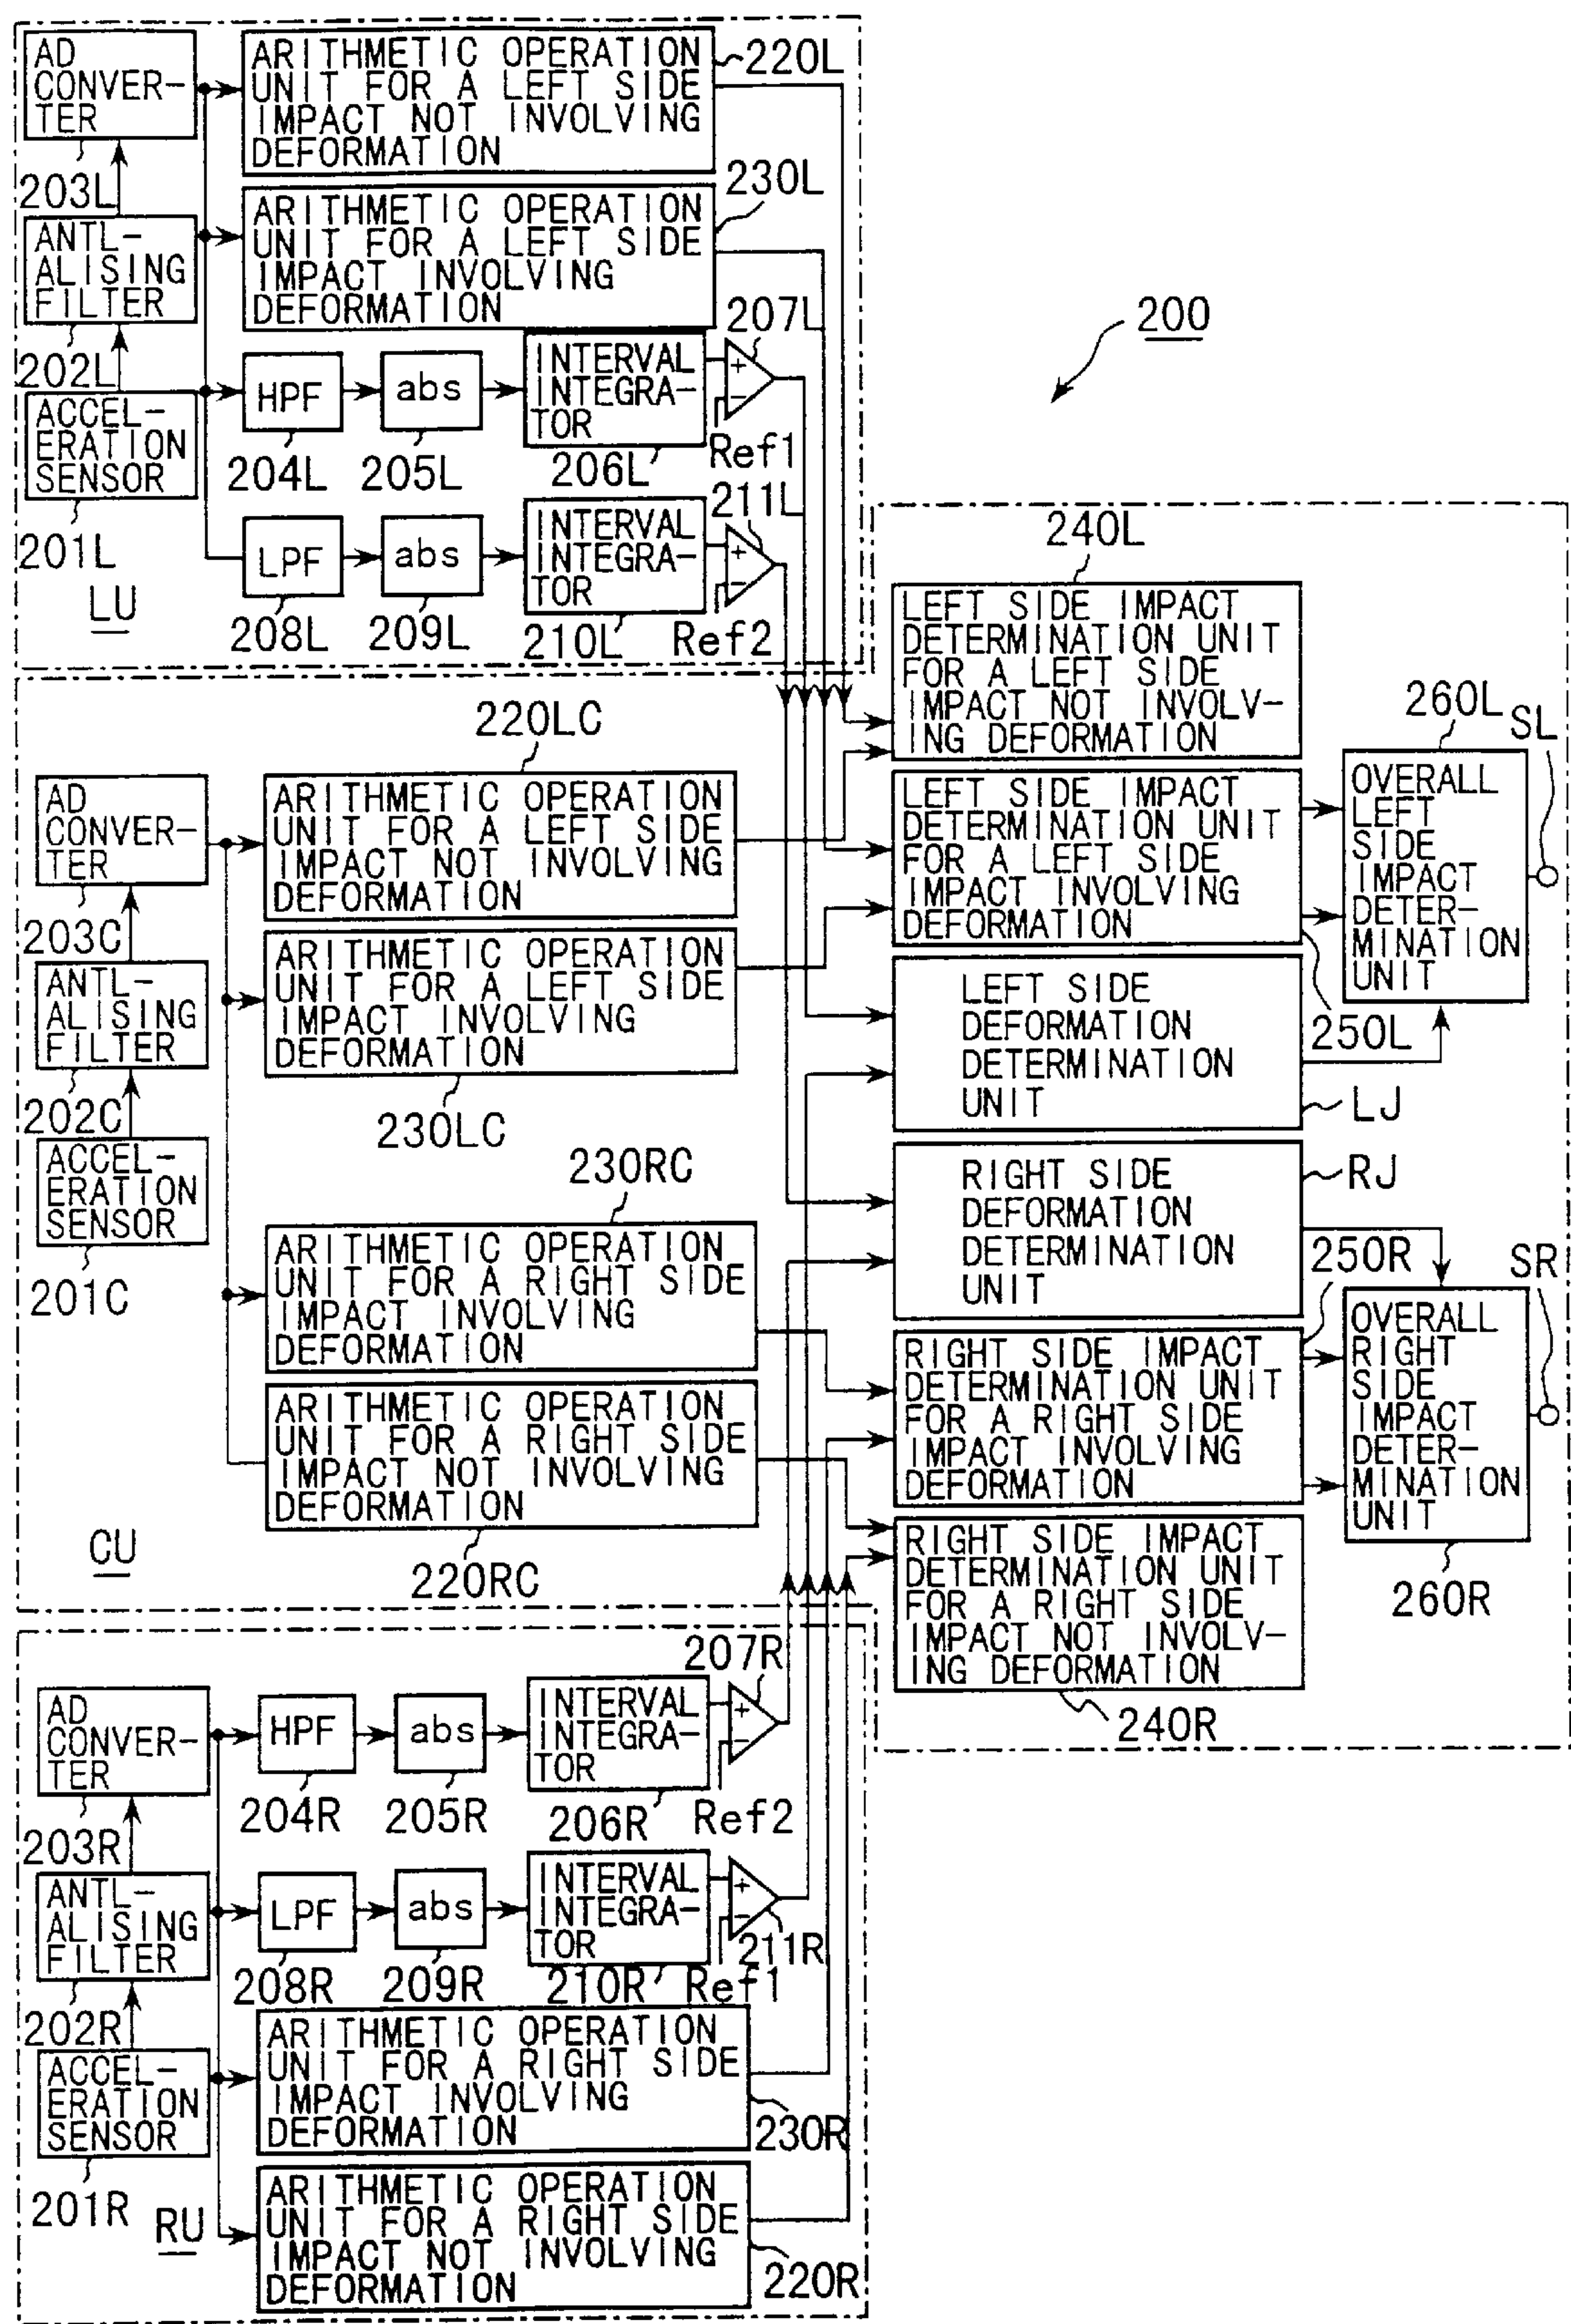 AD
CONVER-
TER
203L
ANTL-
ALISING
FILTER
202L
ACCEL-
ERATION
SENSOR
201L
LU
ARITHMETIC OPERATION
UNIT FOR A LEFT SIDE
IMPACT NOT INVOLVING
DEFORMATION
220L
ARITHMETIC OPERATION
UNIT FOR A LEFT SIDE
IMPACT INVOLVING
DEFORMATION
230L
HPF
204L
abs
205L
INTERVAL
INTEGRA-
TOR
206L
+
-
207L
Ref1
LPF
208L
abs
209L
INTERVAL
INTEGRA-
TOR
210L
+
-
211L
Ref2
200
AD
CONVER-
TER
203C
ANTL-
ALISING
FILTER
202C
ACCEL-
ERATION
SENSOR
201C
CU
220LC
ARITHMETIC OPERATION
UNIT FOR A LEFT SIDE
IMPACT NOT INVOLVING
DEFORMATION
ARITHMETIC OPERATION
UNIT FOR A LEFT SIDE
IMPACT INVOLVING
DEFORMATION
230LC
230RC
ARITHMETIC OPERATION
UNIT FOR A RIGHT SIDE
IMPACT INVOLVING
DEFORMATION
ARITHMETIC OPERATION
UNIT FOR A RIGHT SIDE
IMPACT NOT INVOLVING
DEFORMATION
220RC
240L
LEFT SIDE IMPACT
DETERMINATION UNIT
FOR A LEFT SIDE
IMPACT NOT INVOLV-
ING DEFORMATION
LEFT SIDE IMPACT
DETERMINATION UNIT
FOR A LEFT SIDE
IMPACT INVOLVING
DEFORMATION
250L
LEFT SIDE
DEFORMATION
DETERMINATION
UNIT
LJ
RIGHT SIDE
DEFORMATION
DETERMINATION
UNIT
RJ
RIGHT SIDE IMPACT
DETERMINATION UNIT
FOR A RIGHT SIDE
IMPACT INVOLVING
DEFORMATION
250R
RIGHT SIDE IMPACT
DETERMINATION UNIT
FOR A RIGHT SIDE
IMPACT NOT INVOLV-
ING DEFORMATION
240R
260L
SL
OVERALL
LEFT
SIDE
IMPACT
DETER-
MINATION
UNIT
SR
OVERALL
RIGHT
SIDE
IMPACT
DETER-
MINATION
UNIT
260R
AD
CONVER-
TER
203R
ANTL-
ALISING
FILTER
202R
ACCEL-
ERATION
SENSOR
201R
RU
HPF
204R
abs
205R
INTERVAL
INTEGRA-
TOR
206R
+
-
207R
Ref2
LPF
208R
abs
209R
INTERVAL
INTEGRA-
TOR
210R
+
-
211R
Ref1
ARITHMETIC OPERATION
UNIT FOR A RIGHT SIDE
IMPACT INVOLVING
DEFORMATION
230R
ARITHMETIC OPERATION
UNIT FOR A RIGHT SIDE
IMPACT NOT INVOLVING
DEFORMATION
220R